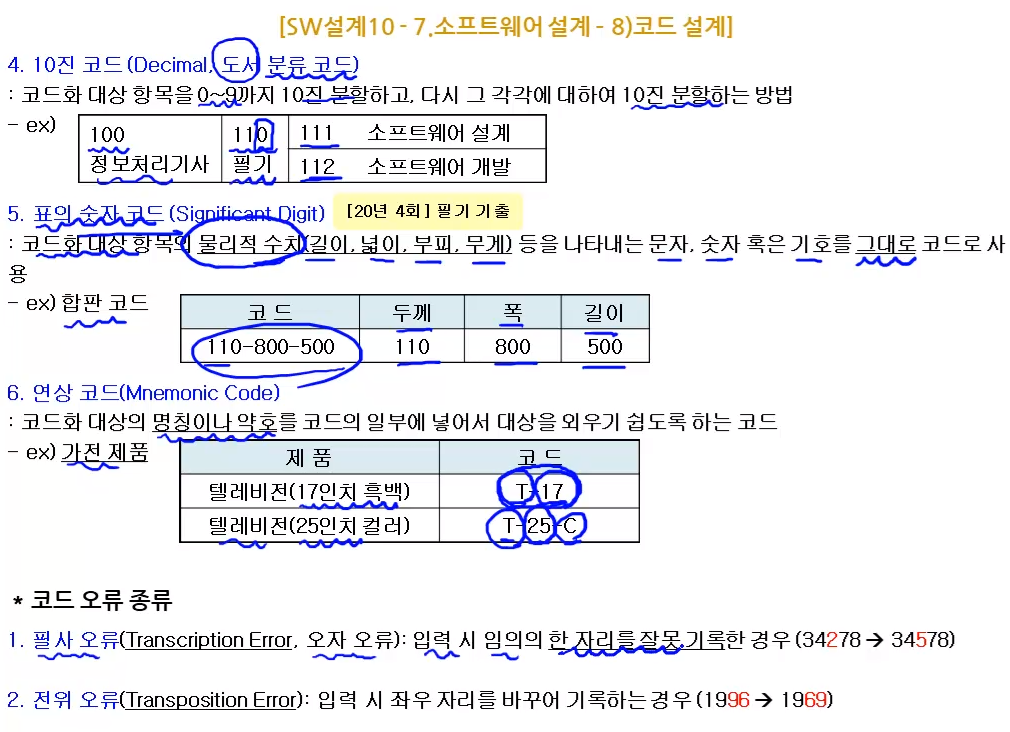 [SW설계10 - 7.소프트웨어 설계 - 8)코드 설계]
4. 10진 코드(Decimal, 도서 분류 코드)
: 코드화 대상 항목을 0~9까지 10진 분할하고, 다시 그 각각에 대하여 10진 분할하는 방법
- ex)
100 110 111 소프트웨어 설계
정보처리기사 필기 112 소프트웨어 개발
5. 표의 숫자 코드(Significant Digit) [20년 4회] 필기 기출
: 코드화 대상 항목의 물리적 수치(길이, 넓이, 부피, 무게) 등을 나타내는 문자, 숫자 혹은 기호를 그대로 코드로 사
용
- ex) 합판 코드
코 드 두께 폭 길이
110-800-500 110 800 500
6. 연상 코드(Mnemonic Code)
: 코드화 대상의 명칭이나 약호를 코드의 일부에 넣어서 대상을 외우기 쉽도록 하는 코드
- ex) 가전 제품
제 품 코 드
텔레비전(17인치 흑백) T-17
텔레비전(25인치 컬러) T-25-C
* 코드 오류 종류
1. 필사 오류(Transcription Error, 오자 오류): 입력 시 임의의 한 자리를 잘못 기록한 경우 (34278 → 34578)
2. 전위 오류(Transposition Error): 입력 시 좌우 자리를 바꾸어 기록하는 경우 (1996 → 1969)